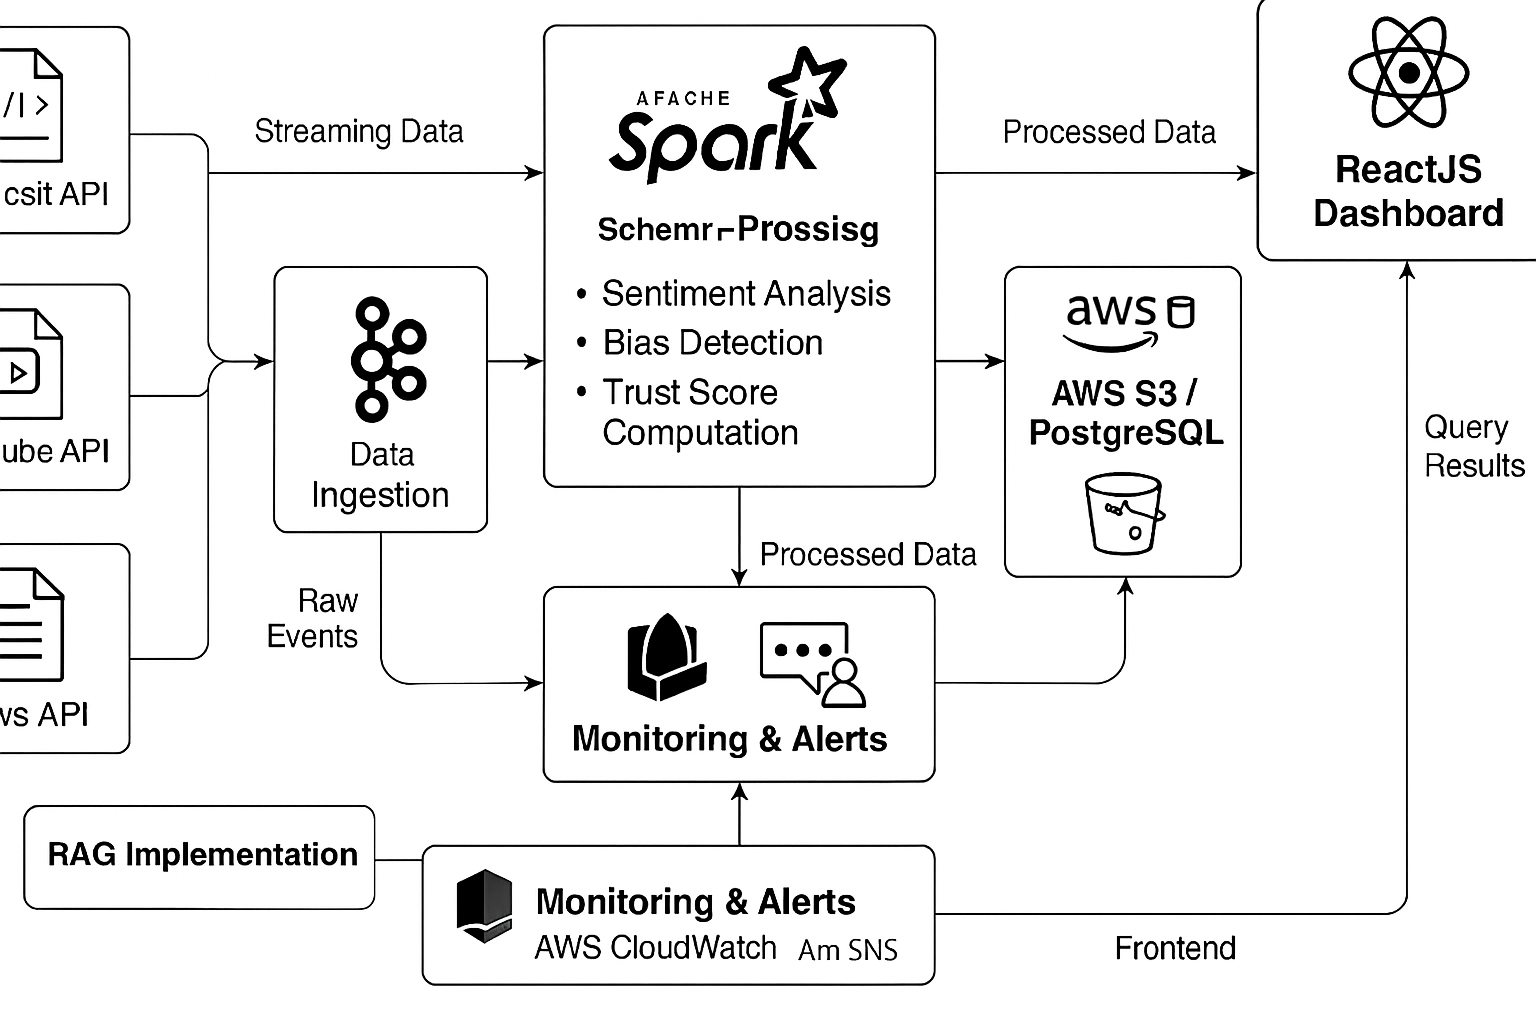 csit API
Streaming Data
AFACHE
Spark
Schemr-Prossisg
• Sentiment Analysis
• Bias Detection
• Trust Score
Computation
Processed Data
ReactJS
Dashboard
ube API
Data
Ingestion
aws
AWS S3 /
PostgreSQL
Query
Results
Raw
Events
Processed Data
ws API
Monitoring & Alerts
RAG Implementation
Monitoring & Alerts
AWS CloudWatch Am SNS
Frontend